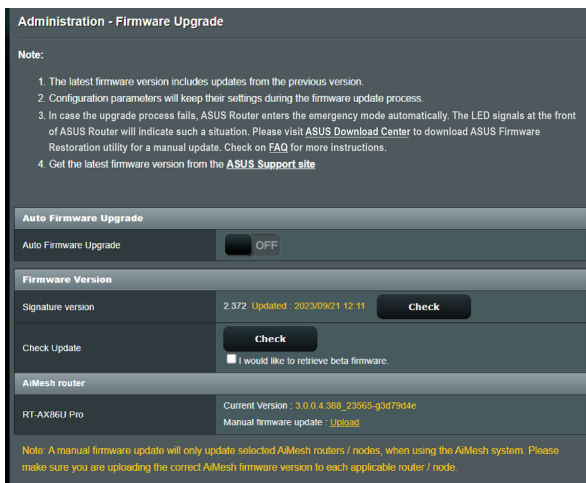 Administration - Firmware Upgrade
Note:
1. The latest firmware version includes updates from the previous version.
2. Configuration parameters will keep their settings during the firmware update process.
3. In case the upgrade process fails, ASUS Router enters the emergency mode automatically. The LED signals at the front
of ASUS Router will indicate such a situation. Please visit ASUS Download Center to download ASUS Firmware
Restoration utility for a manual update. Check on FAQ for more instructions.
4. Get the latest firmware version from the ASUS Support site
Auto Firmware Upgrade
Auto Firmware Upgrade OFF
Firmware Version
Signature version 2.372 Updated : 2023/09/21 12:11 Check
Check Update Check
I would like to retrieve beta firmware.
AiMesh router
RT-AX86U Pro Current Version : 3.0.0.4.388_23565-g3d79d4e
Manual firmware update : Upload
Note: A manual firmware update will only update selected AiMesh routers / nodes, when using the AiMesh system. Please
make sure you are uploading the correct AiMesh firmware version to each applicable router / node.